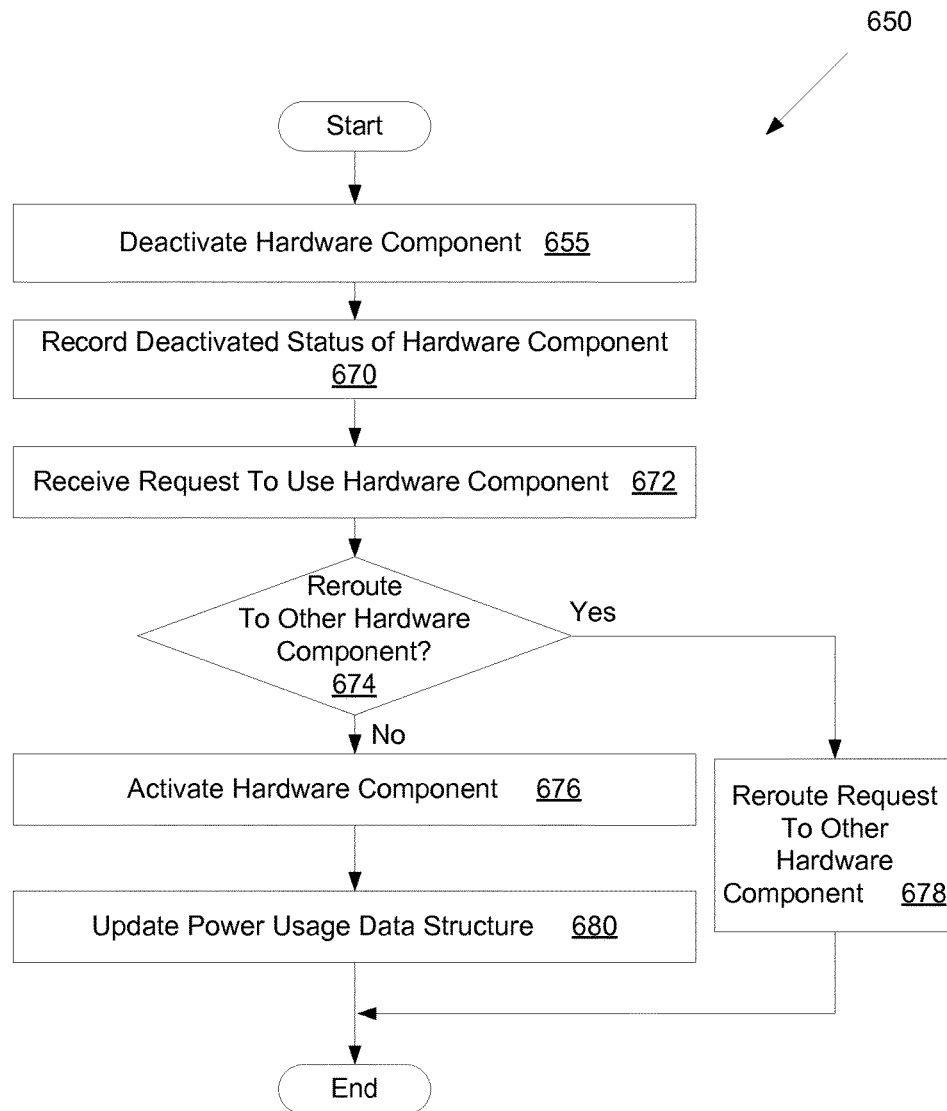 650
Start
Deactivate Hardware Component 655
Record Deactivated Status of Hardware Component
670
Receive Request To Use Hardware Component 672
Reroute
To Other Hardware
Component?
674
Yes
No
Activate Hardware Component 676
Reroute Request
To Other
Hardware
Component 678
Update Power Usage Data Structure 680
End